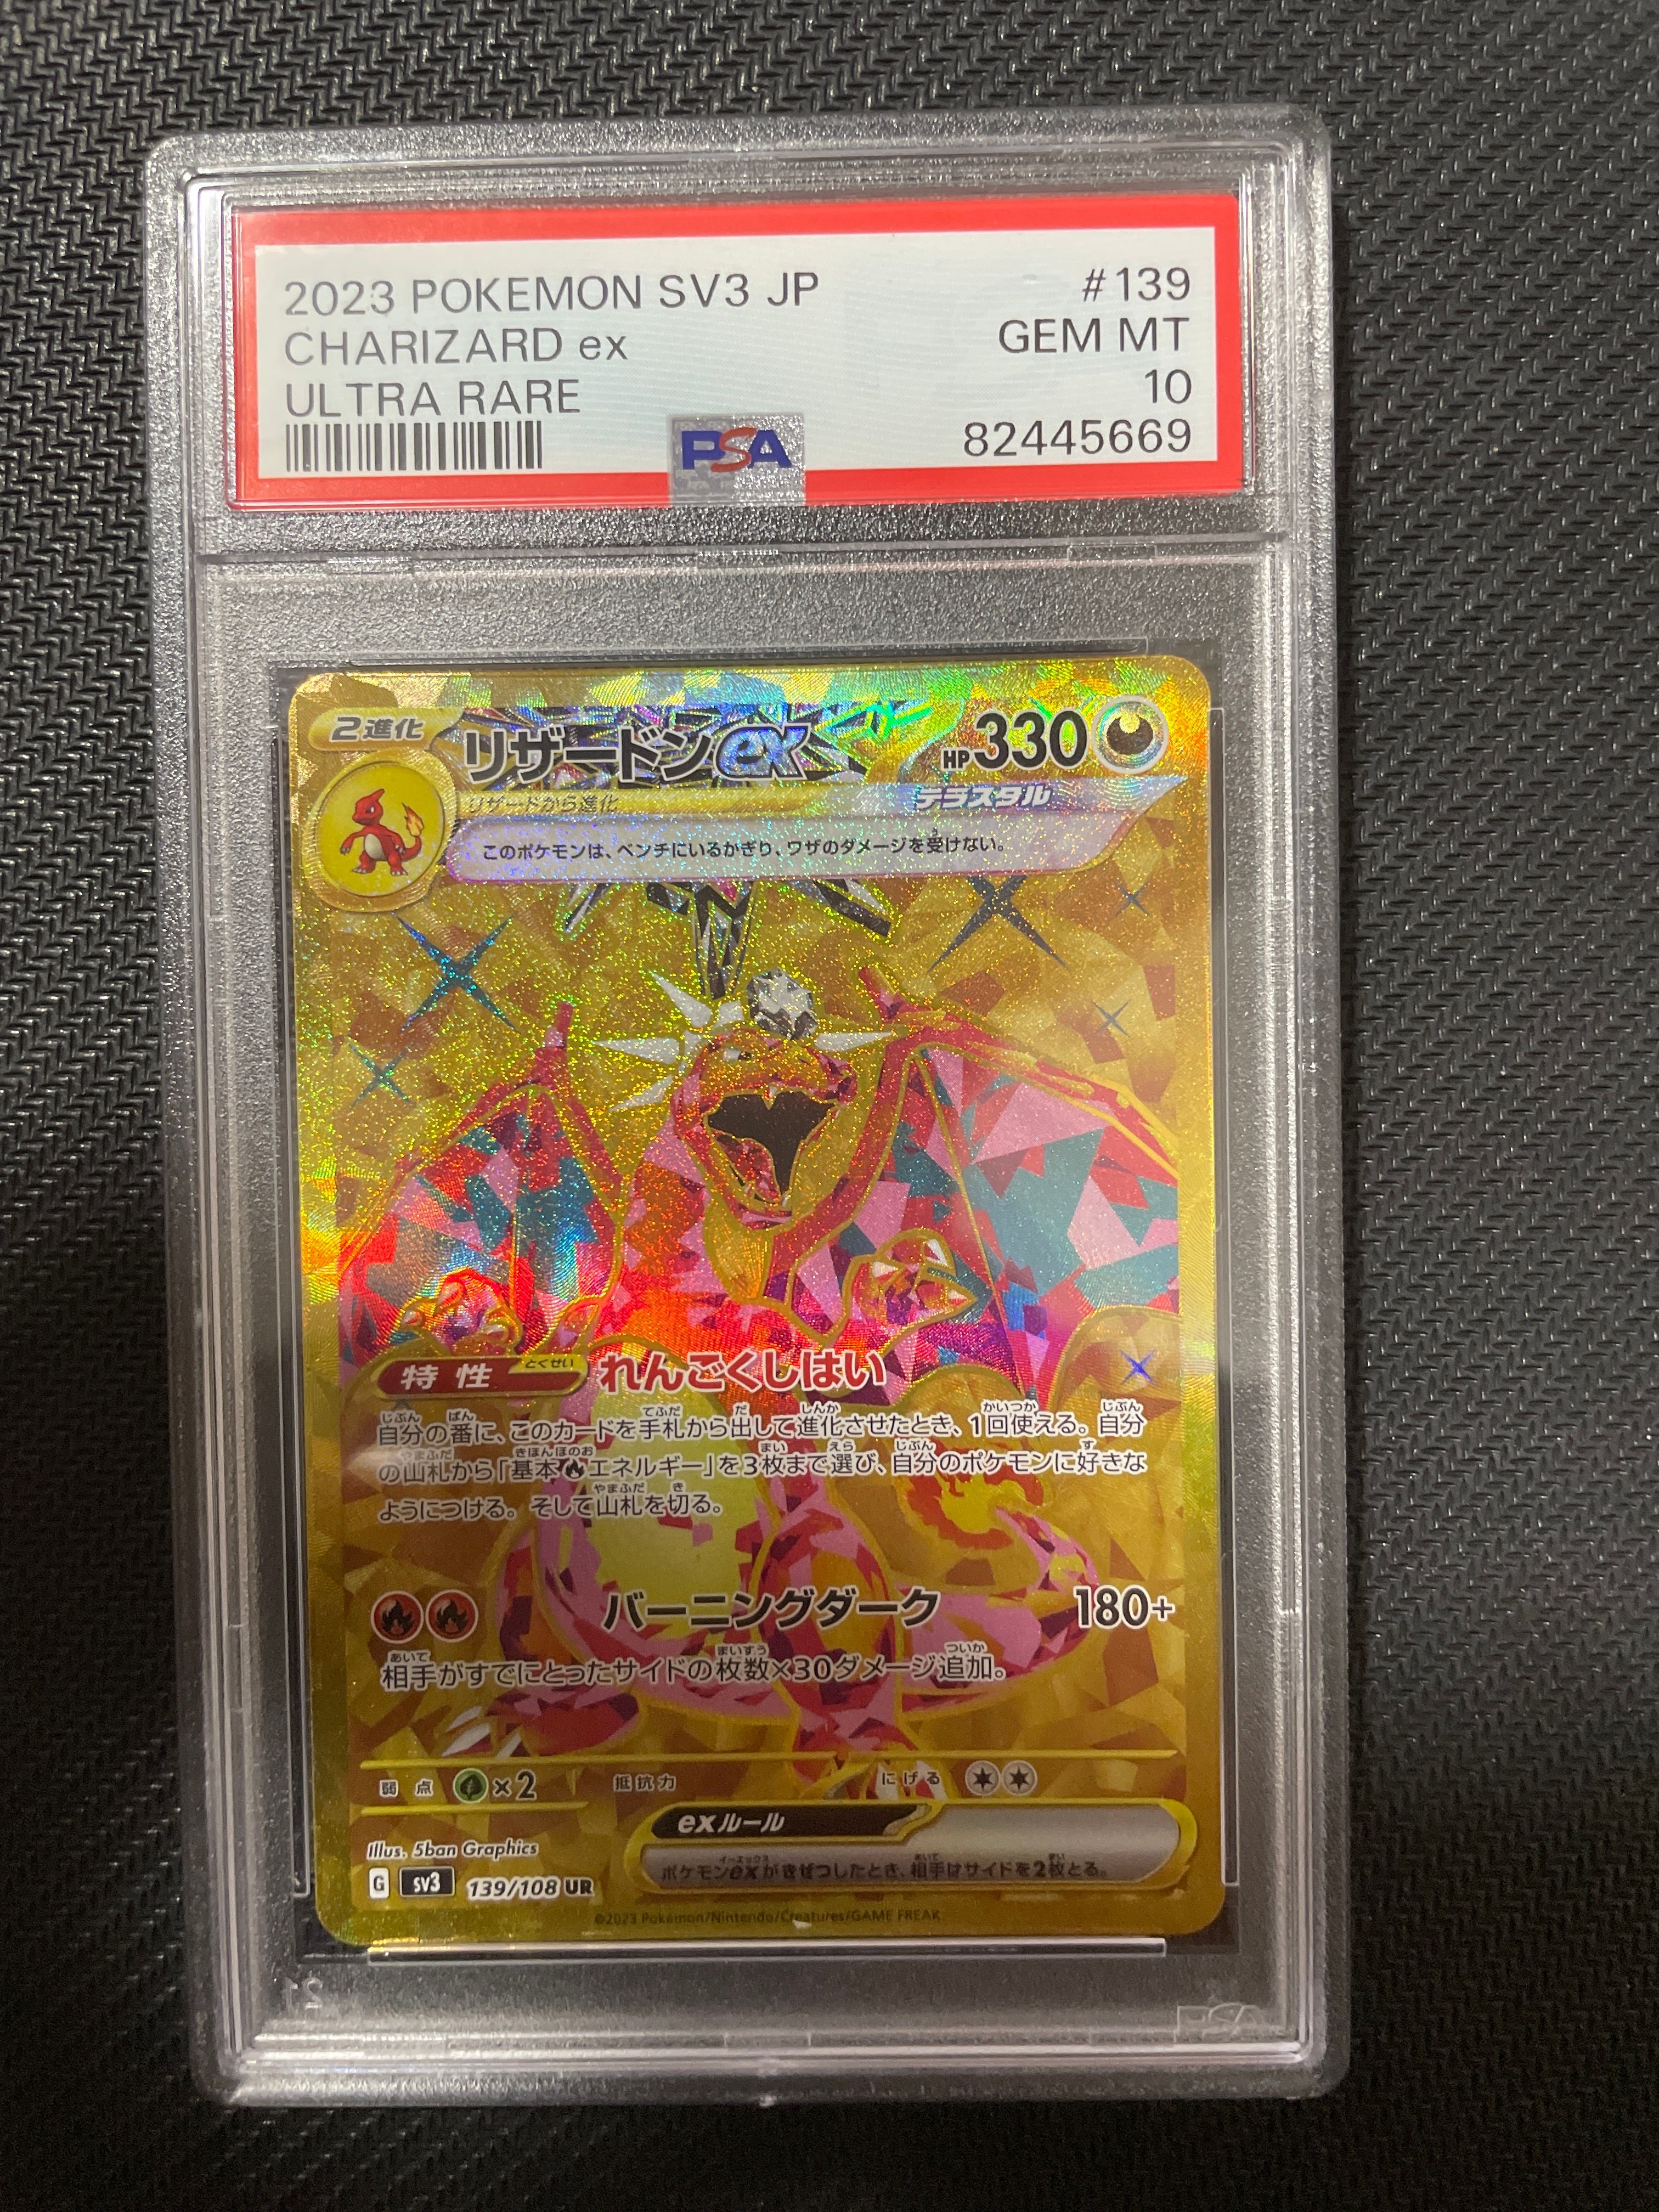 2023 POKEMON SV3 JP #139
CHARIZARD ex GEM MT
ULTRA RARE 10
PSA 82445669
2進化 リザードンex HP330
リザードから進化 テラスタル
このポケモンは、ベンチにいるかぎり、ワザのダメージを受けない。
特性 とくせい れんごくしはい
自分の番に、このカードを手札から出して進化させたとき、1回使える。自分
の山札から「基本エネルギー」を3枚まで選び、自分のポケモンに好きな
ようにつける。そして山札を切る。
バーニングダーク 180+
相手がすでにとったサイドの枚数×30ダメージ追加。
弱点 ×2 抵抗力 にげる
exルール
ポケモンexがきぜつしたとき、相手はサイドを2枚とる。
Illus. 5ban Graphics
G sv3 139/108 UR
©2023 Pokémon/Nintendo/Creatures/GAME FREAK
PSA